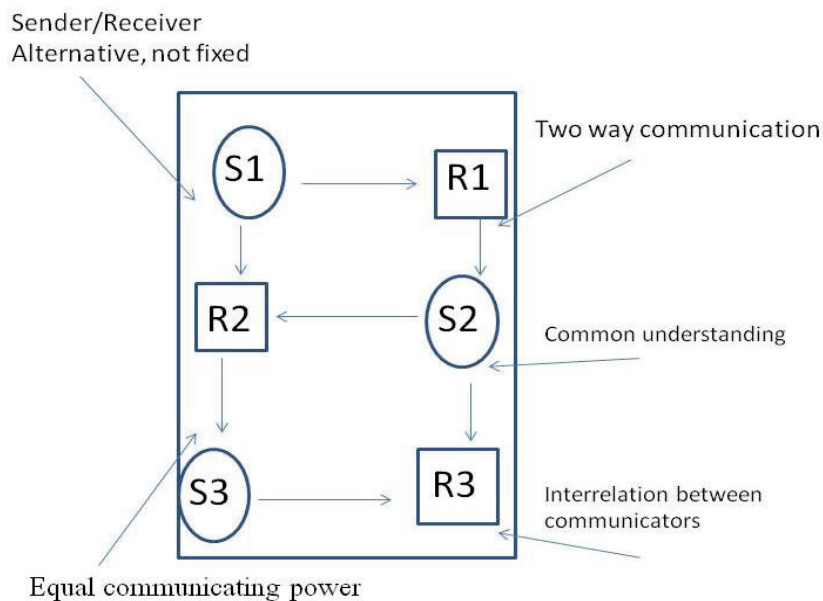 Sender/Receiver
Alternative, not fixed
Two way communication
S1
R1
R2
S2
Common understanding
S3
R3
Interrelation between
communicators
Equal communicating power